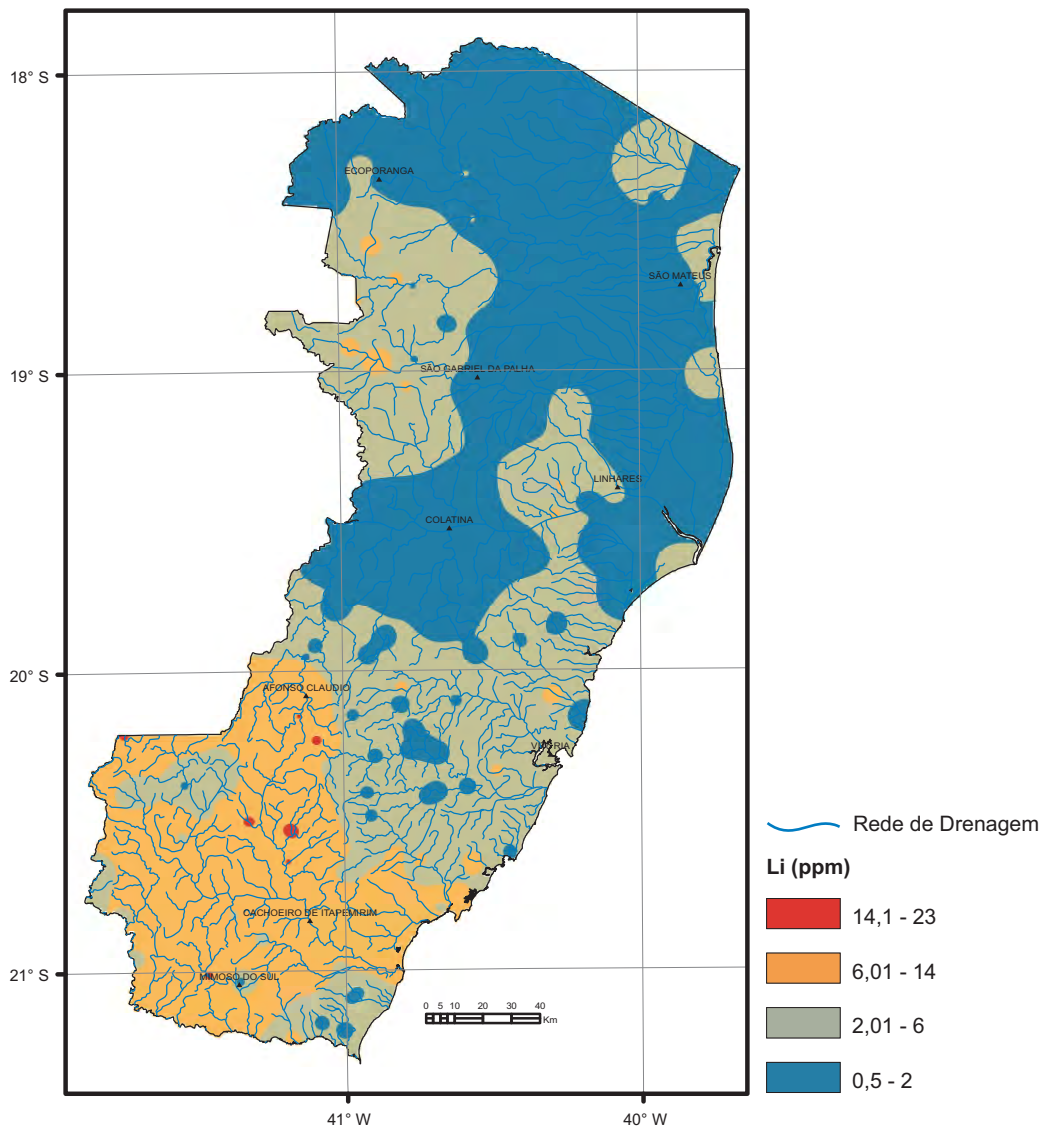 18° S
ECOPORANGA
SÃO MATEUS
19° S
SÃO GABRIEL DA PALHA
LINHARES
COLATINA
20° S
AFONSO CLAUDIO
VITÓRIA
CACHOEIRO DE ITAPEMIRIM
21° S
MIMOSO DO SUL
0 5 10 20 30 40
Km
41° W 40° W
Rede de Drenagem
Li (ppm)
14,1 - 23
6,01 - 14
2,01 - 6
0,5 - 2